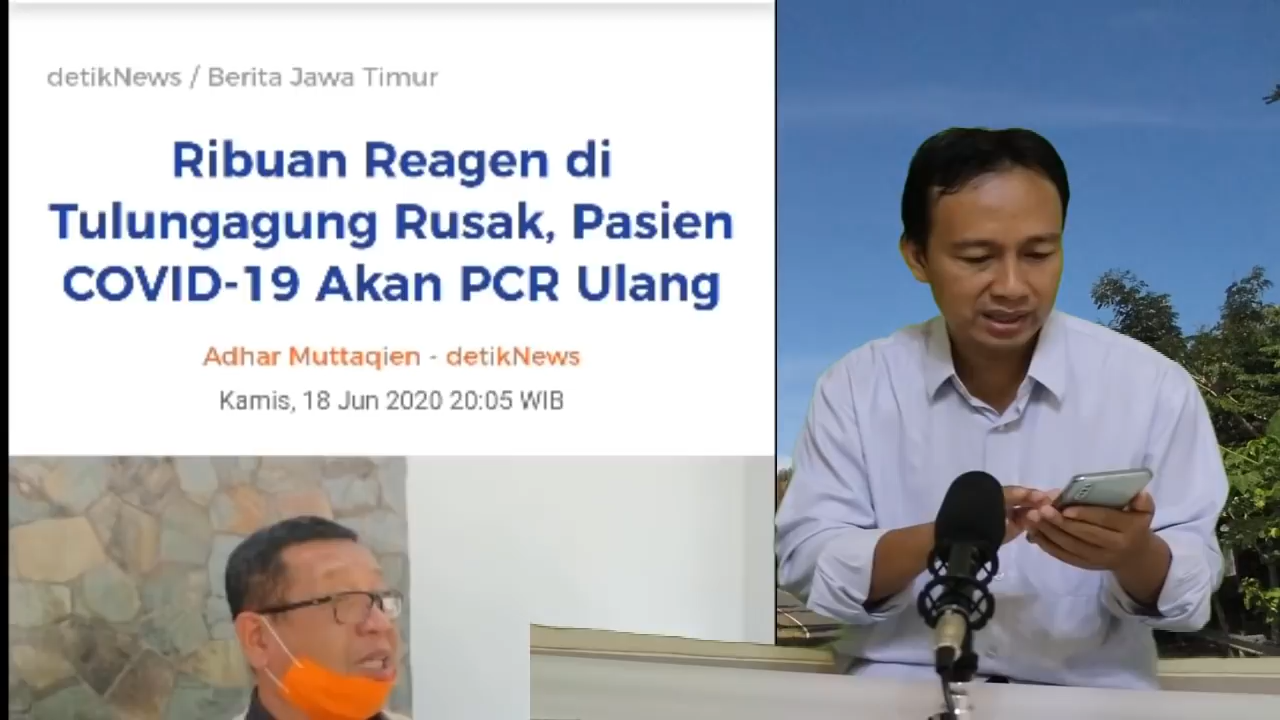 detikNews / Berita Jawa Timur
Ribuan Reagen di
Tulungagung Rusak, Pasien
COVID-19 Akan PCR Ulang
Adhar Muttaqien - detikNews
Kamis, 18 Jun 2020 20:05 WIB